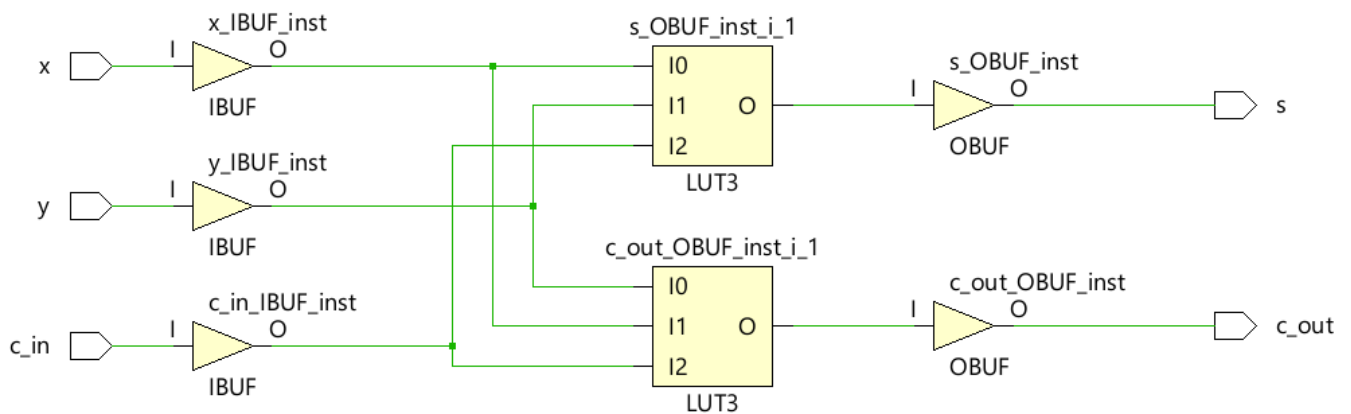 x_IBUF_inst
s_OBUF_inst_i_1
x
I
O
IBUF
I0
I1
I2
O
LUT3
s_OBUF_inst
I
O
OBUF
s
y_IBUF_inst
y
I
O
IBUF
c_out_OBUF_inst_i_1
I0
I1
I2
O
LUT3
c_out_OBUF_inst
I
O
OBUF
c_out
c_in_IBUF_inst
c_in
I
O
IBUF